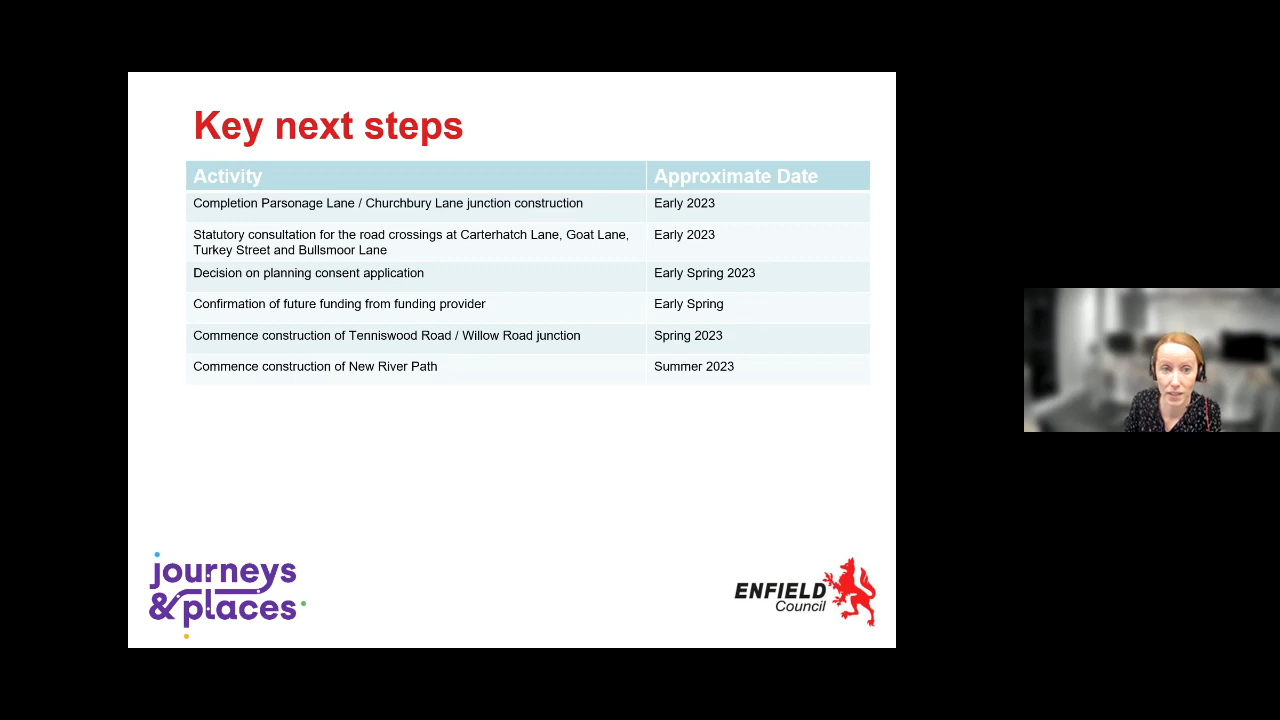 Key next steps
Activity Approximate Date
Completion Parsonage Lane / Churchbury Lane junction construction Early 2023
Statutory consultation for the road crossings at Carterhatch Lane, Goat Lane, Early 2023
Turkey Street and Bullsmoor Lane
Decision on planning consent application Early Spring 2023
Confirmation of future funding from funding provider Early Spring
Commence construction of Tenniswood Road / Willow Road junction Spring 2023
Commence construction of New River Path Summer 2023
journeys
&places
ENFIELD
Council